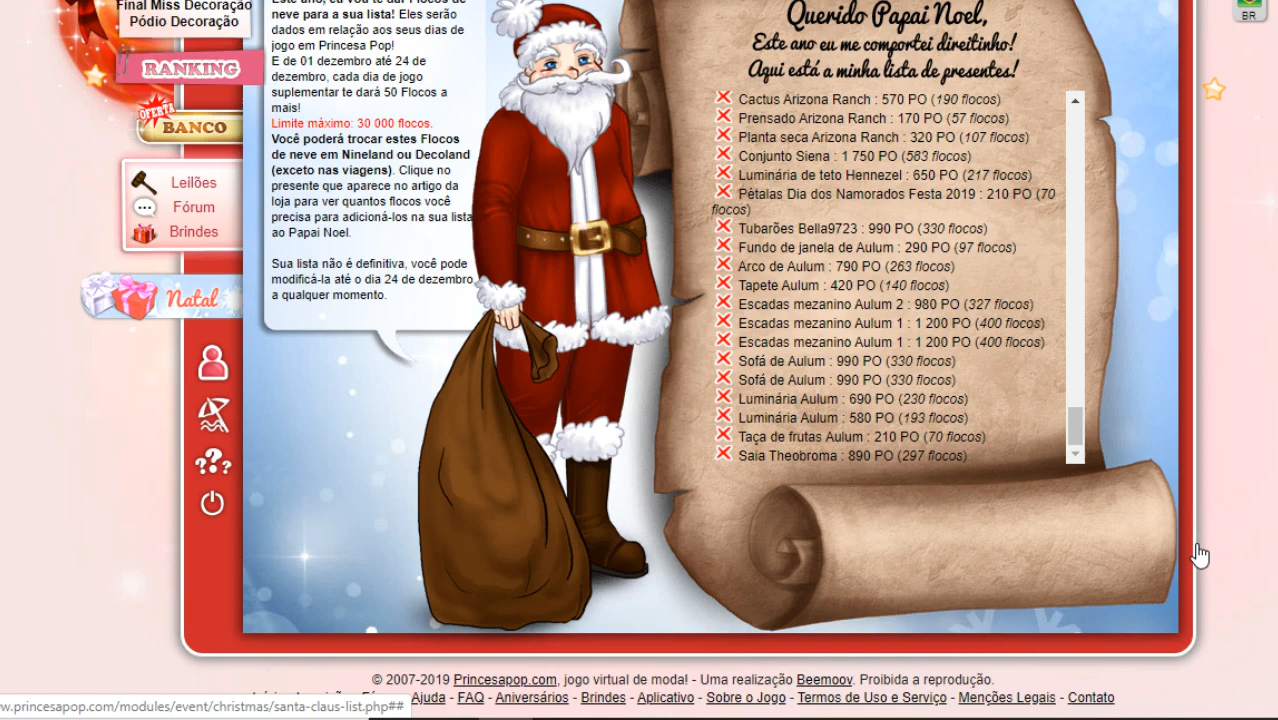 Final Miss Decoração
Pódio Decoração
RANKING
OFERTA
BANCO
Leilões
Fórum
Brindes
Natal
neve para a sua lista! Eles serão
dados em relação aos seus dias de
jogo em Princesa Pop!
E de 01 dezembro até 24 de
dezembro, cada dia de jogo
suplementar te dará 50 Flocos a
mais!
Limite máximo: 30 000 flocos.
Você poderá trocar estes Flocos
de neve em Nineland ou Decoland
(exceto nas viagens). Clique no
presente que aparece no artigo da
loja para ver quantos flocos você
precisa para adicioná-los na sua lista
ao Papai Noel.
Sua lista não é definitiva, você pode
modificá-la até o dia 24 de dezembro
a qualquer momento.
Querido Papai Noel,
Este ano eu me comportei direitinho!
Aqui está a minha lista de presentes!
Cactus Arizona Ranch : 570 PO (190 flocos)
Prensado Arizona Ranch : 170 PO (57 flocos)
Planta seca Arizona Ranch : 320 PO (107 flocos)
Conjunto Siena : 1 750 PO (583 flocos)
Luminária de teto Hennezel : 650 PO (217 flocos)
Pétalas Dia dos Namorados Festa 2019 : 210 PO (70
flocos)
Tubarões Bella9723 : 990 PO (330 flocos)
Fundo de janela de Aulum : 290 PO (97 flocos)
Arco de Aulum : 790 PO (263 flocos)
Tapete Aulum : 420 PO (140 flocos)
Escadas mezanino Aulum 2 : 980 PO (327 flocos)
Escadas mezanino Aulum 1 : 1 200 PO (400 flocos)
Escadas mezanino Aulum 1 : 1 200 PO (400 flocos)
Sofá de Aulum : 990 PO (330 flocos)
Sofá de Aulum : 990 PO (330 flocos)
Luminária Aulum : 690 PO (230 flocos)
Luminária Aulum : 580 PO (193 flocos)
Taça de frutas Aulum : 210 PO (70 flocos)
Saia Theobroma : 890 PO (297 flocos)
BR
© 2007-2019 Princesapop.com, jogo virtual de moda! - Uma realização Beemoov. Proibida a reprodução.
Ajuda - FAQ - Aniversários - Brindes - Aplicativo - Sobre o Jogo - Termos de Uso e Serviço - Menções Legais - Contato
w.princesapop.com/modules/event/christmas/santa-claus-list.php##